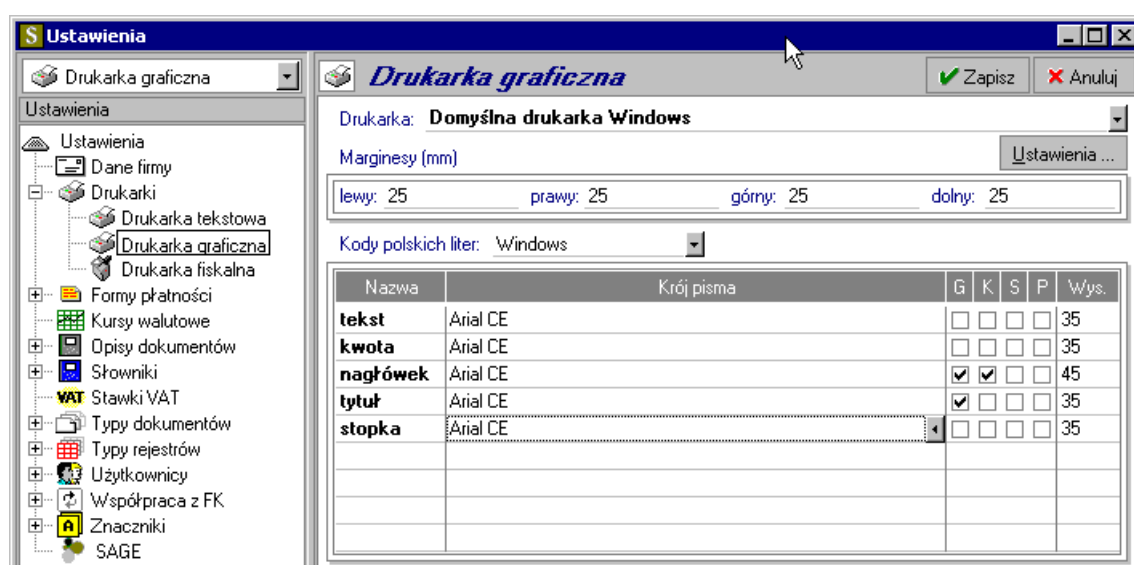 S Ustawienia
Drukarka graficzna
Ustawienia
Ustawienia
Dane firmy
Drukarki
Drukarka tekstowa
Drukarka graficzna
Drukarka fiskalna
Formy płatności
Kursy walutowe
Opisy dokumentów
Słowniki
VAT Stawki VAT
Typy dokumentów
Typy rejestrów
Użytkownicy
Współpraca z FK
A Znaczniki
SAGE
Drukarka graficzna
Zapisz Anuluj
Drukarka: Domyślna drukarka Windows
Marginesy (mm) Ustawienia ...
lewy: 25 prawy: 25 górny: 25 dolny: 25
Kody polskich liter: Windows
Nazwa Krój pisma G K S P Wys.
tekst Arial CE 35
kwota Arial CE 35
nagłówek Arial CE 45
tytuł Arial CE 35
stopka Arial CE 35